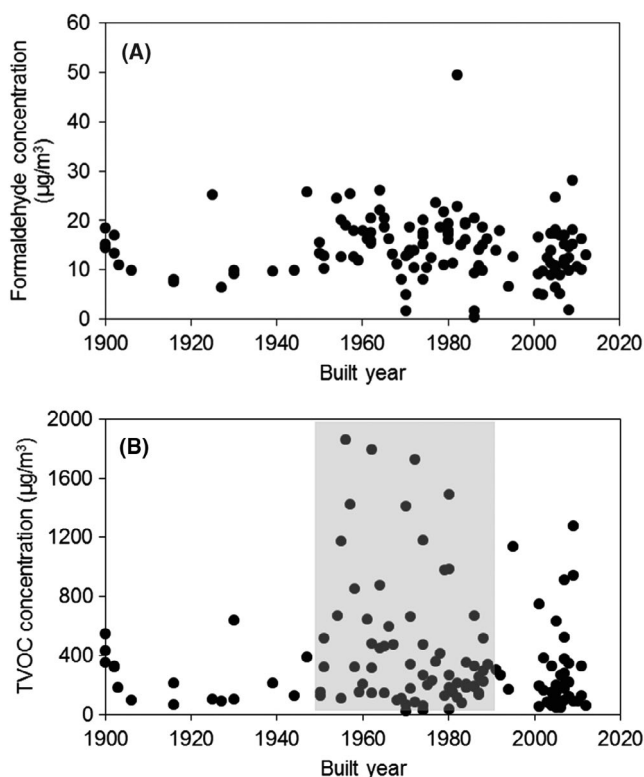 (A)
Formaldehyde concentration
(µg/m³)
60
50
40
30
20
10
0
1900 1920 1940 1960 1980 2000 2020
Built year
(B)
TVOC concentration (µg/m³)
2000
1600
1200
800
400
0
1900 1920 1940 1960 1980 2000 2020
Built year